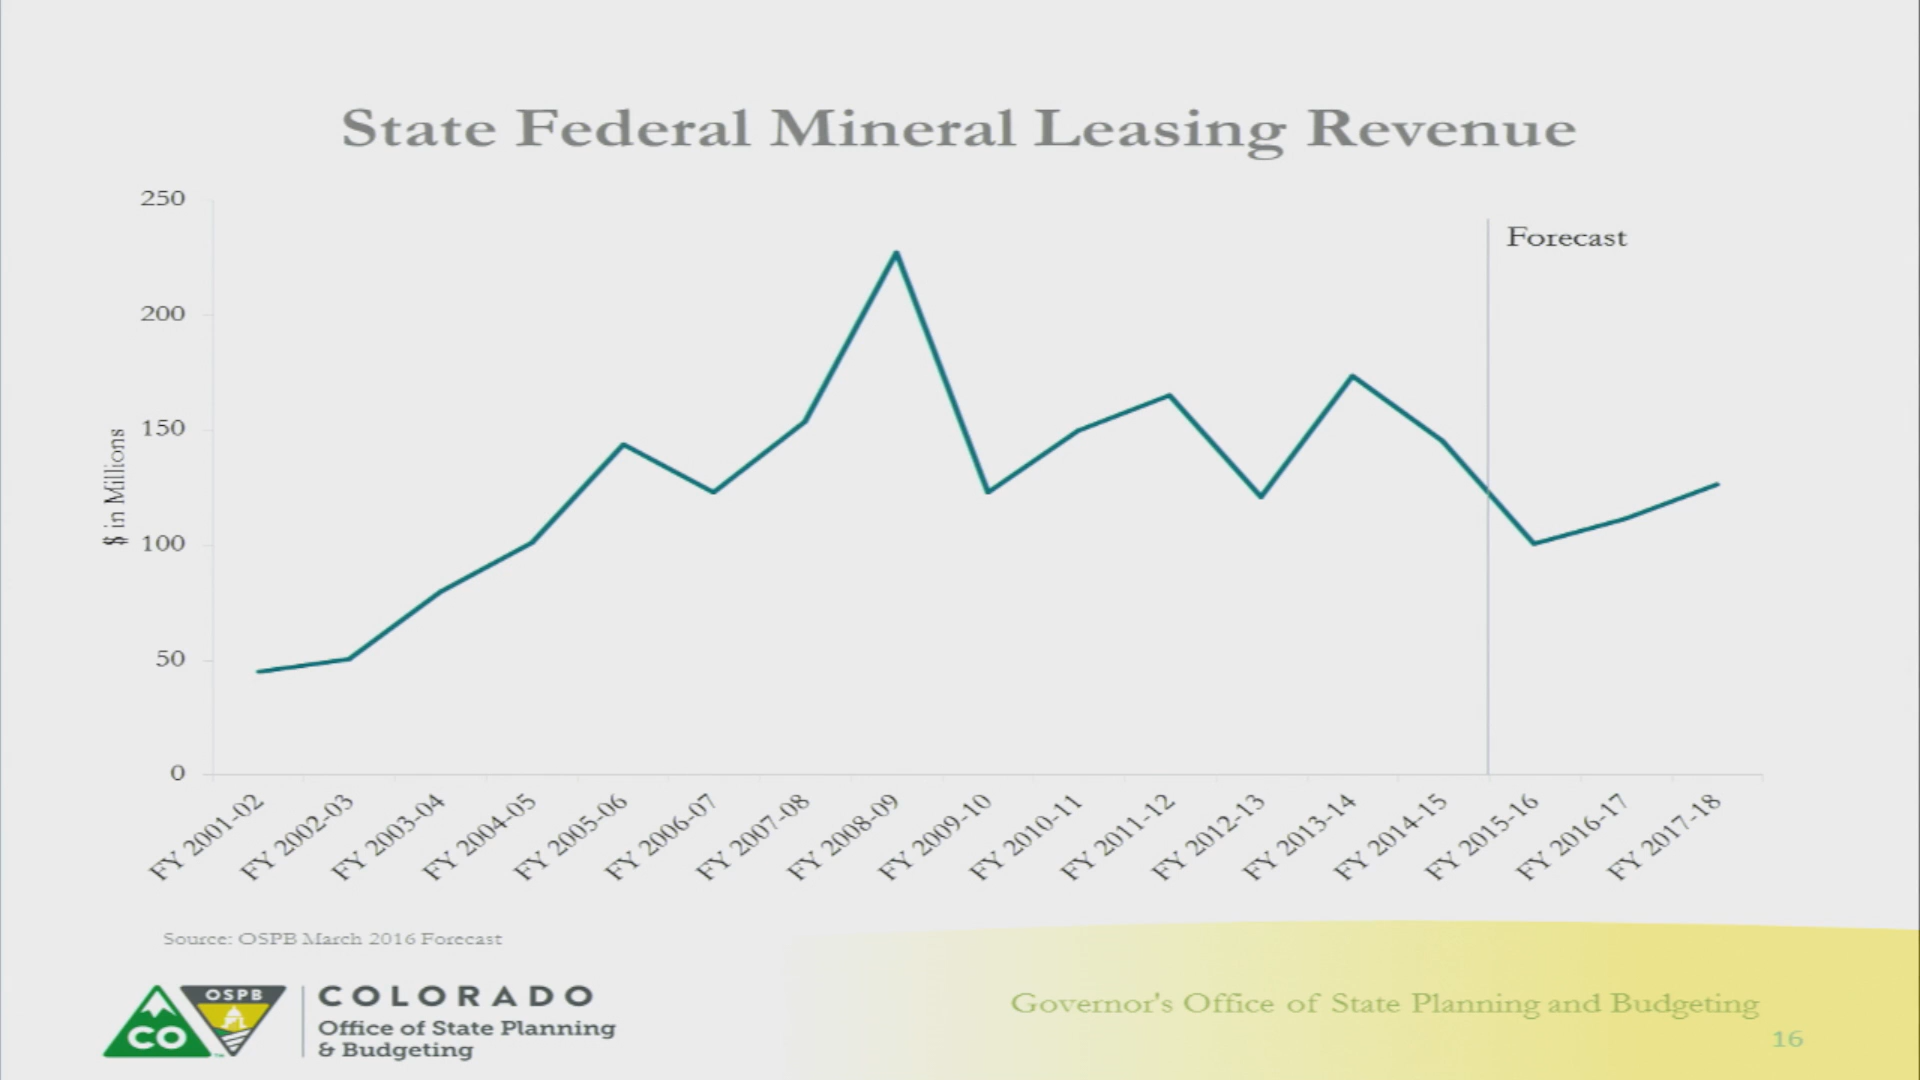 State Federal Mineral Leasing Revenue
250
200
150
100
50
0
$ in Millions
Forecast
FY 2001-02
FY 2002-03
FY 2003-04
FY 2004-05
FY 2005-06
FY 2006-07
FY 2007-08
FY 2008-09
FY 2009-10
FY 2010-11
FY 2011-12
FY 2012-13
FY 2013-14
FY 2014-15
FY 2015-16
FY 2016-17
FY 2017-18
Source: OSPB March 2016 Forecast
CO
OSPB
TM
COLORADO
Office of State Planning
& Budgeting
Governor's Office of State Planning and Budgeting
16